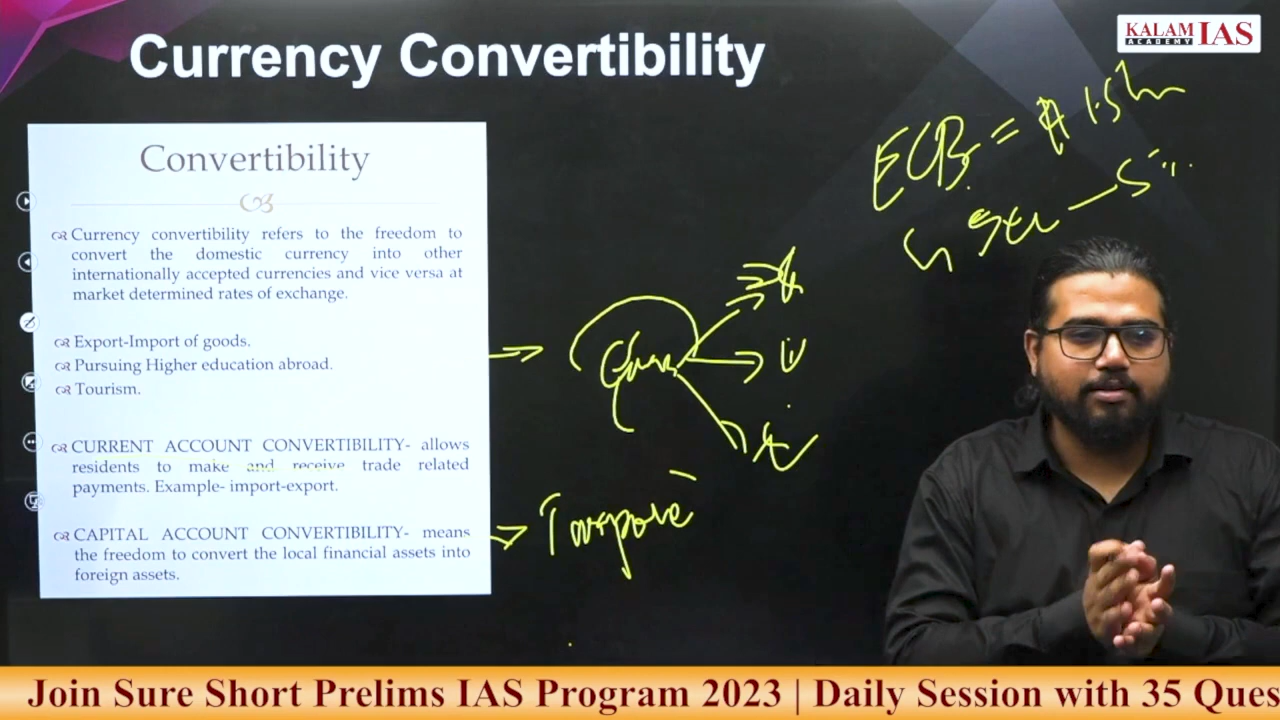 Currency Convertibility
KALAM
ACADEMY IAS
Convertibility
Currency convertibility refers to the freedom to
convert the domestic currency into other
internationally accepted currencies and vice versa at
market determined rates of exchange.
Export-Import of goods.
Pursuing Higher education abroad.
Tourism.
CURRENT ACCOUNT CONVERTIBILITY- allows
residents to make and receive trade related
payments. Example- import-export.
CAPITAL ACCOUNT CONVERTIBILITY- means
the freedom to convert the local financial assets into
foreign assets.
ECB =
Join Sure Short Prelims IAS Program 2023 | Daily Session with 35 Ques